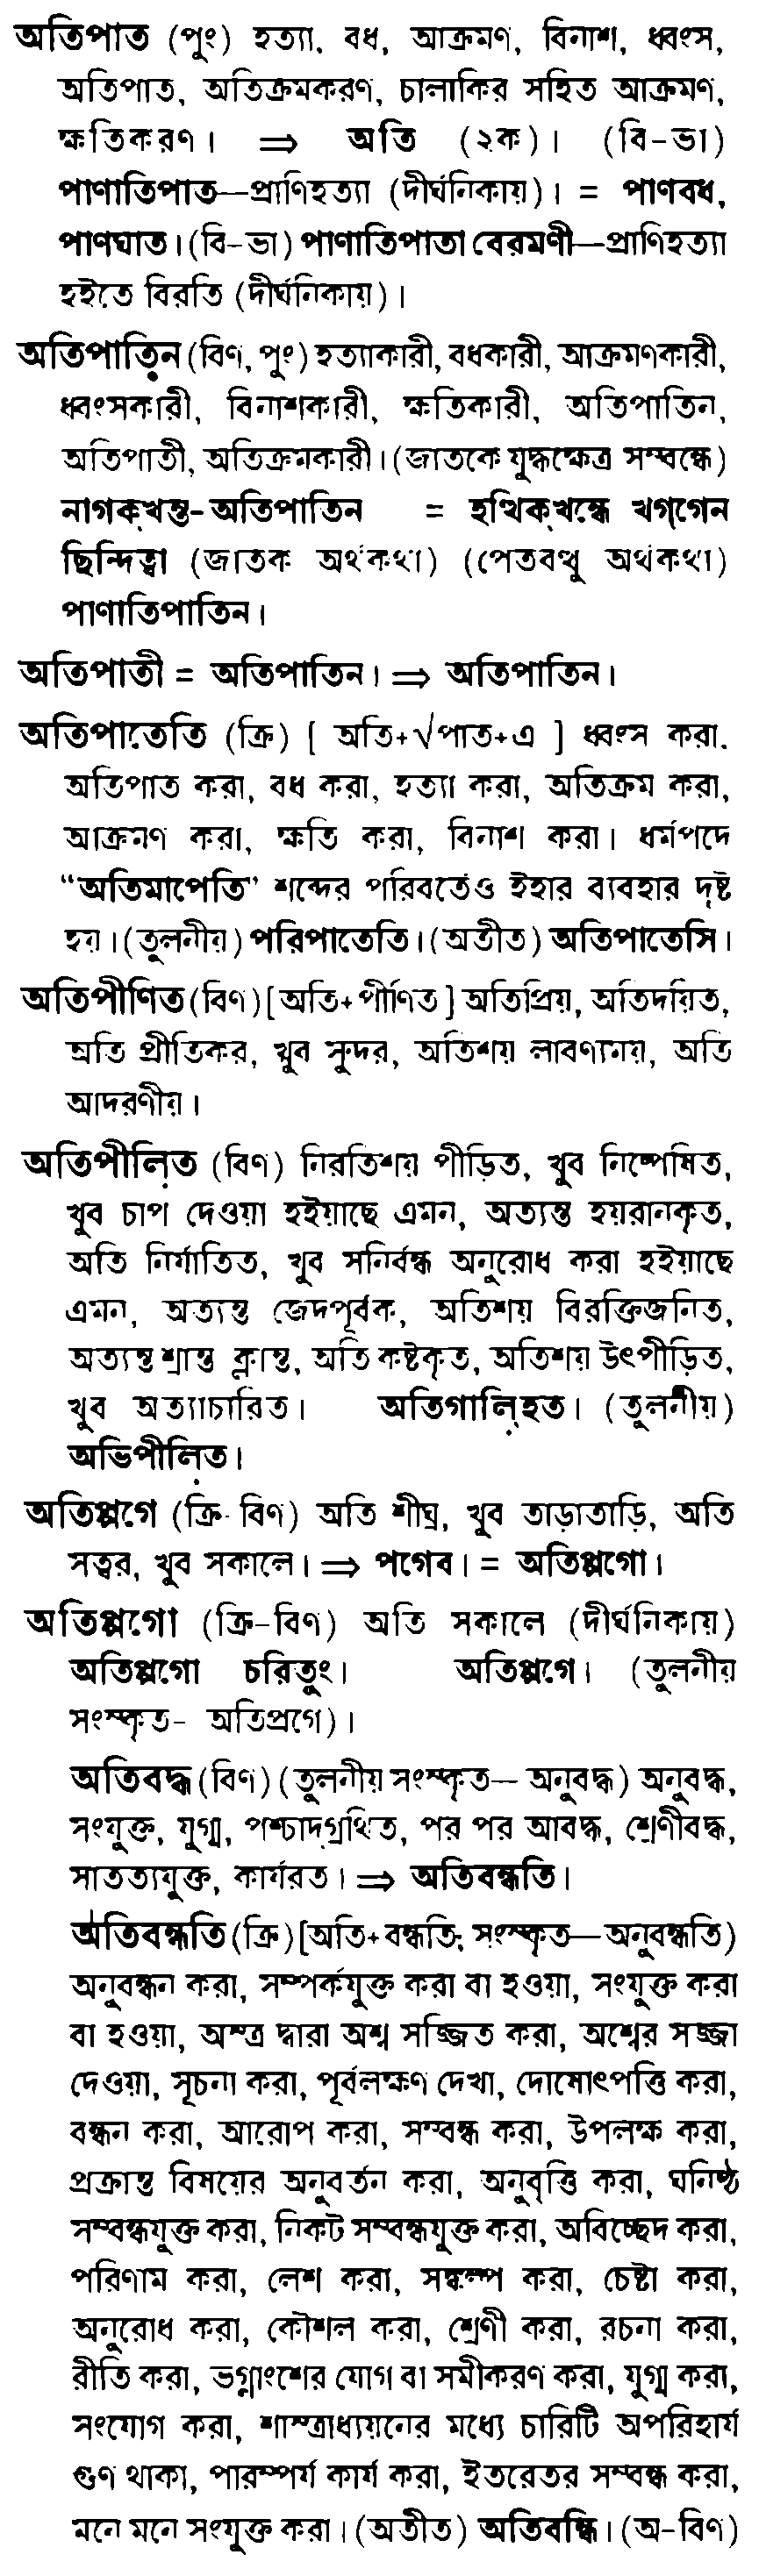 অতিপাত (পুং) হত্যা, বধ, আক্রমণ, বিনাশ, ধ্বংস,
অতিপাত, অতিক্রমকরণ, চালাকির সহিত আক্রমণ,
ক্ষতিকরণ। ⇒ অতি (২ক)। (বি-ভা)
পাণাতিপাত—প্রাণিহত্যা (দীর্ঘনিকায়)। = পাণবধ,
পাণঘাত। (বি-ভা) পাণাতিপাতা বেরমণী—প্রাণিহত্যা
হইতে বিরতি (দীর্ঘনিকায়)।
অতিপাতিন (বিণ, পুং) হত্যাকারী, বধকারী, আক্রমণকারী,
ধ্বংসকারী, বিনাশকারী, ক্ষতিকারী, অতিপাতিন,
অতিপাতী, অতিক্রমকারী। (জাতকে যুদ্ধক্ষেত্র সম্বন্ধে)
নাগক্‌খন্ত-অতিপাতিন = হত্থিক্‌খন্ধে খগ্‌গেন
ছিন্দিত্বা (জাতক অর্থকথা) (পেতবত্থু অর্থকথা)
পাণাতিপাতিন।
অতিপাতী = অতিপাতিন। ⇒ অতিপাতিন।
অতিপাতেতি (ক্রি) [ অতি+√পাত+এ ] ধ্বংস করা,
অতিপাত করা, বধ করা, হত্যা করা, অতিক্রম করা,
আক্রমণ করা, ক্ষতি করা, বিনাশ করা। ধর্মপদে
“অতিমাপেতি” শব্দের পরিবর্তেও ইহার ব্যবহার দৃষ্ট
হয়। (তুলনীয়) পরিপাতেতি। (অতীত) অতিপাতেসি।
অতিপীণিত (বিণ) [ অতি+পীণিত ] অতিপ্রিয়, অতিদয়িত,
অতি প্রীতিকর, খুব সুন্দর, অতিশয় লাবণ্যময়, অতি
আদরণীয়।
অতিপীলি়ত (বিণ) নিরতিশয় পীড়িত, খুব নিষ্পেষিত,
খুব চাপ দেওয়া হইয়াছে এমন, অত্যন্ত হয়রানকৃত,
অতি নির্যাতিত, খুব সনির্বন্ধ অনুরোধ করা হইয়াছে
এমন, অত্যন্ত জেদপূর্বক, অতিশয় বিরক্তিজনিত,
অত্যন্ত শ্রান্ত ক্লান্ত, অতি কষ্টকৃত, অতিশয় উৎপীড়িত,
খুব অত্যাচারিত। অতিগালি়্হত। (তুলনীয়)
অভিপীলি়ত।
অতিপ্পগে (ক্রি-বিণ) অতি শীঘ্র, খুব তাড়াতাড়ি, অতি
সত্বর, খুব সকালে। ⇒ পগেব। = অতিপ্পগো।
অতিপ্পগো (ক্রি-বিণ) অতি সকালে (দীর্ঘনিকায়)
অতিপ্পগো চরিতুং। অতিপ্পগে। (তুলনীয়
সংস্কৃত- অতিপ্রগে)।
অতিবদ্ধ (বিণ) (তুলনীয় সংস্কৃত— অনুবদ্ধ) অনুবদ্ধ,
সংযুক্ত, যুগ্ম, পশ্চাদ্গ্রথিত, পর পর আবদ্ধ, শ্রেণীবদ্ধ,
সাতত্যযুক্ত, কার্যরত। ⇒ অতিবন্ধতি।
অতিবন্ধতি (ক্রি) [অতি+বন্ধতি; সংস্কৃত—অনুবন্ধতি)
অনুবন্ধন করা, সম্পর্কযুক্ত করা বা হওয়া, সংযুক্ত করা
বা হওয়া, অস্ত্র দ্বারা অশ্ব সজ্জিত করা, অশ্বের সজ্জা
দেওয়া, সূচনা করা, পূর্বলক্ষণ দেখা, দোষোৎপত্তি করা,
বন্ধন করা, আরোপ করা, সম্বন্ধ করা, উপলক্ষ করা,
প্রক্রান্ত বিষয়ের অনুবর্তন করা, অনুবৃত্তি করা, ঘনিষ্ঠ
সম্বন্ধযুক্ত করা, নিকট সম্বন্ধযুক্ত করা, অবিচ্ছেদ করা,
পরিণাম করা, লেশ করা, সঙ্কল্প করা, চেষ্টা করা,
অনুরোধ করা, কৌশল করা, শ্রেণী করা, রচনা করা,
রীতি করা, ভগ্নাংশের যোগ বা সমীকরণ করা, যুগ্ম করা,
সংযোগ করা, শাস্ত্রাধ্যয়নের মধ্যে চারিটি অপরিহার্য
গুণ থাকা, পারম্পর্য কার্য করা, ইতরেতর সম্বন্ধ করা,
মনে মনে সংযুক্ত করা। (অতীত) অতিবন্ধি। (অ-বিণ)